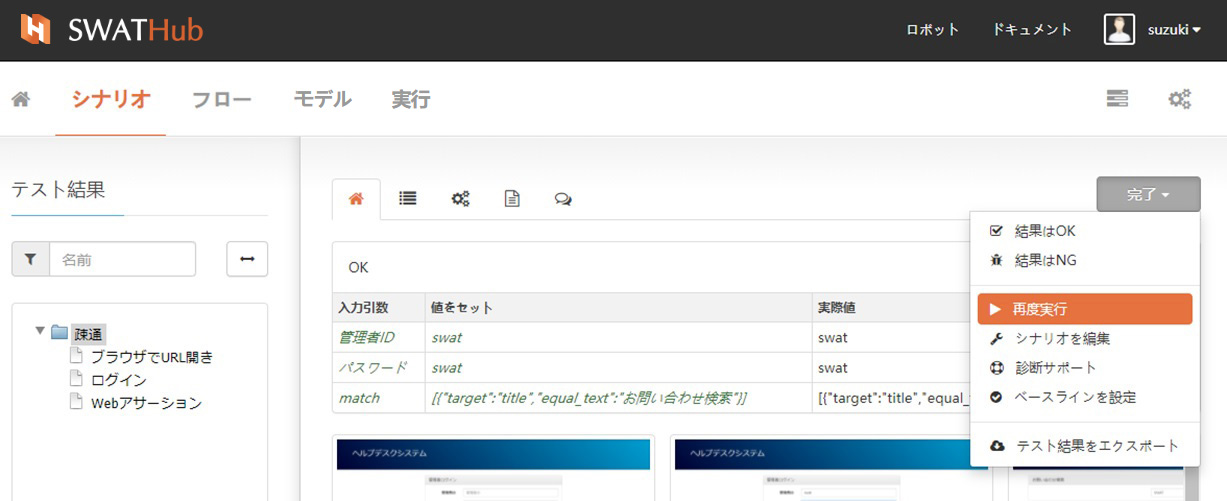 SWATHub
ロボット ドキュメント suzuki
シナリオ フロー モデル 実行
テスト結果
名前
疎通
ブラウザでURL開き
ログイン
Webアサーション
完了
結果はOK
結果はNG
再度実行
シナリオを編集
診断サポート
ベースラインを設定
テスト結果をエクスポート
OK
入力引数 値をセット 実際値
管理者ID swat swat
パスワード swat swat
match [{"target":"title","equal_text":"お問い合わせ検索"}] [{"target":"title","equal_
ヘルプデスクシステム
ヘルプデスクシステム